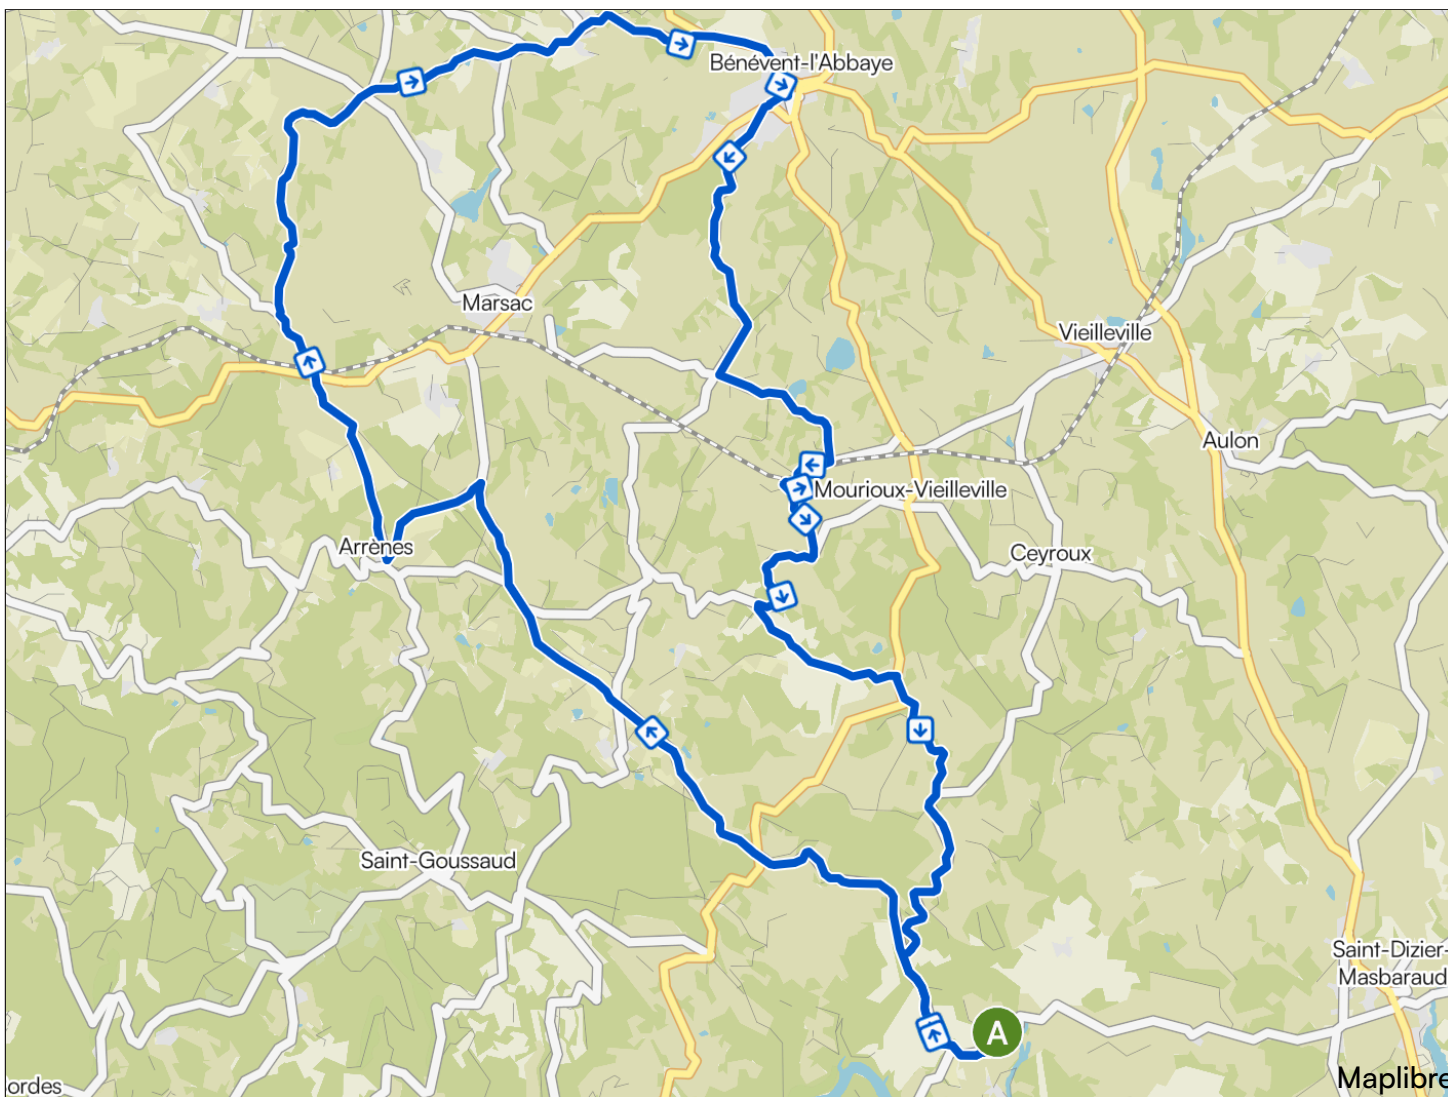 Bénévent-l'Abbaye
Marsac
Vieilleville
Aulon
Mourioux-Vieilleville
Arrènes
Ceyroux
Saint-Goussaud
Saint-Dizier-
Masbaraud
A
ordes
Maplibre